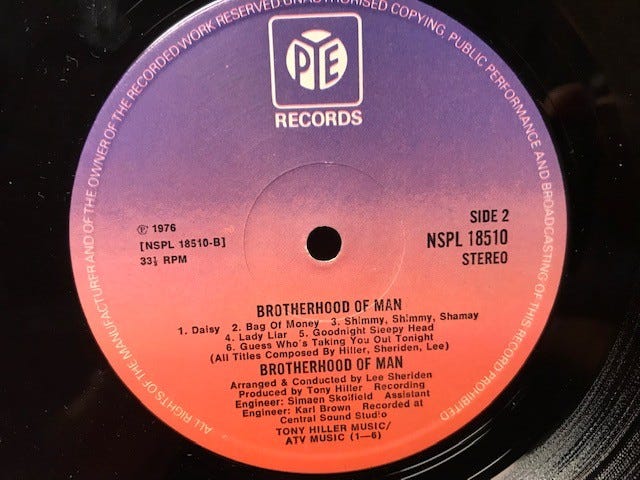 ALL RIGHTS OF THE MANUFACTURER AND OF THE OWNER OF THE RECORDED WORK RESERVED UNAUTHORISED COPYING, PUBLIC PERFORMANCE AND BROADCASTING OF THIS RECORD PROHIBITED
PYE
RECORDS
℗ 1976
[NSPL 18510-B]
33⅓ RPM
SIDE 2
NSPL 18510
STEREO
BROTHERHOOD OF MAN
1. Daisy 2. Bag Of Money 3. Shimmy, Shimmy, Shamay
4. Lady Liar 5. Goodnight Sleepy Head
6. Guess Who's Taking You Out Tonight
(All Titles Composed By Hiller, Sheriden, Lee)
BROTHERHOOD OF MAN
Arranged & Conducted by Lee Sheriden
Produced by Tony Hiller Recording
Engineer: Simaen Skolfield Assistant
Engineer: Karl Brown Recorded at
Central Sound Studio
TONY HILLER MUSIC/
ATV MUSIC (1—6)